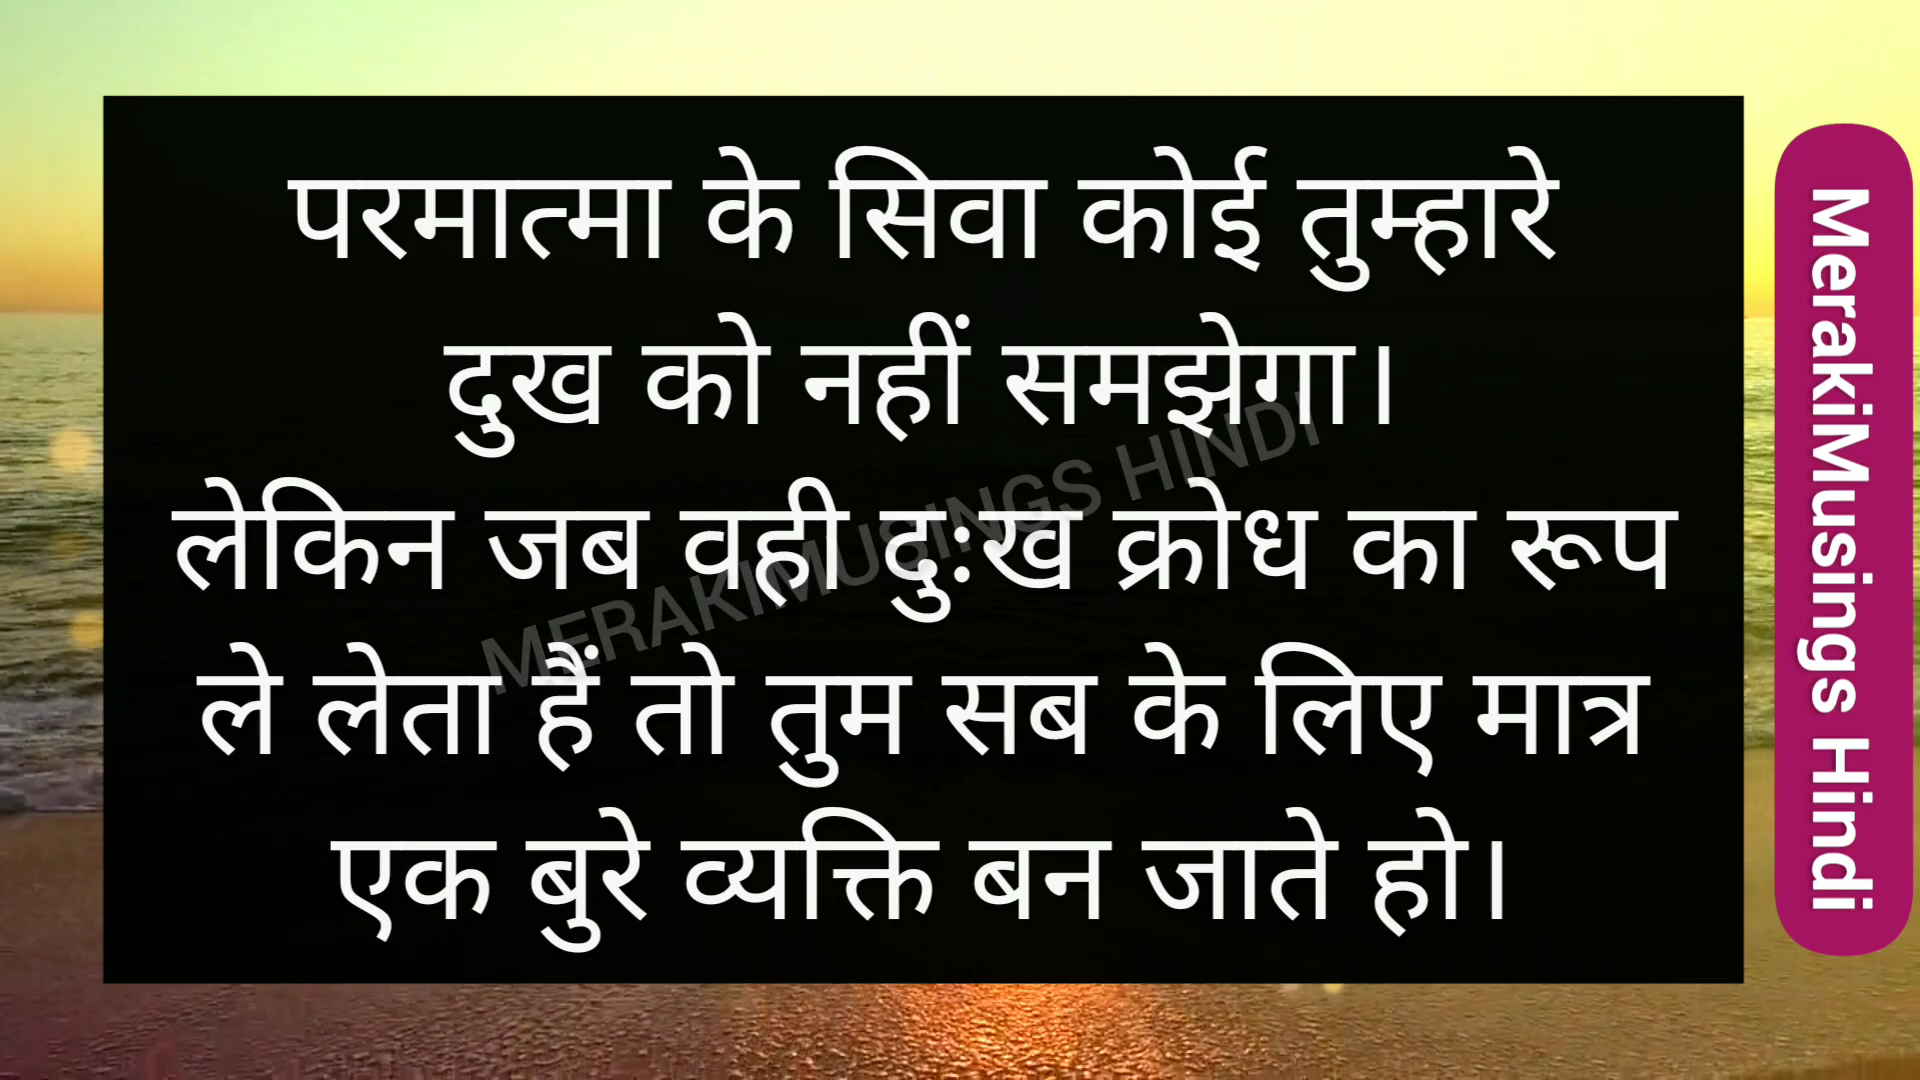 परमात्मा के सिवा कोई तुम्हारे
दुख को नहीं समझेगा।
लेकिन जब वही दुःख क्रोध का रूप
ले लेता हैं तो तुम सब के लिए मात्र
एक बुरे व्यक्ति बन जाते हो।
MERAKIMUSINGS HINDI
MerakiMusings Hindi